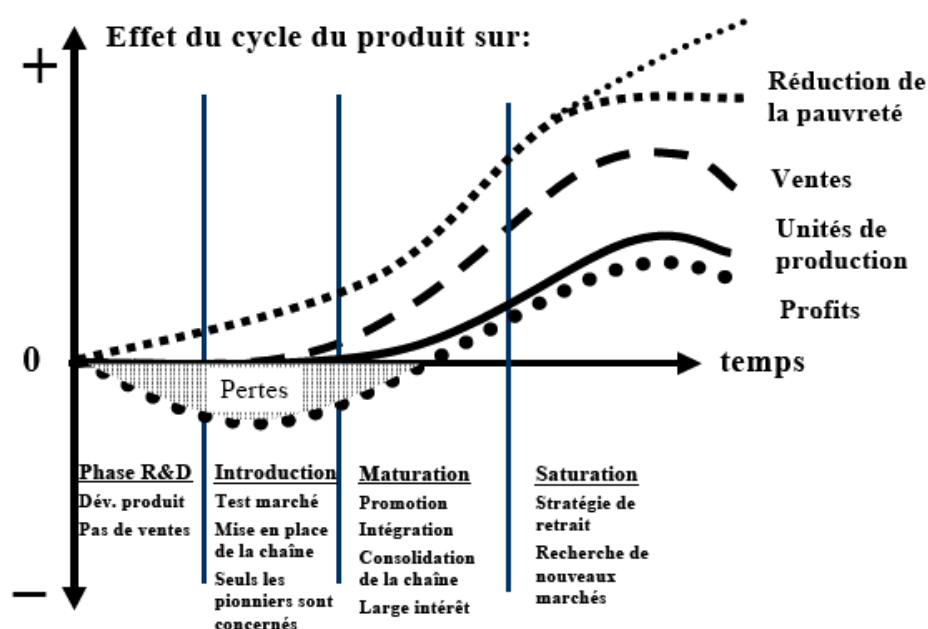 Effet du cycle du produit sur:
+
Réduction de
la pauvreté
Ventes
Unités de
production
Profits
0
temps
Pertes
–
Phase R&D
Dév. produit
Pas de ventes
Introduction
Test marché
Mise en place
de la chaîne
Seuls les
pionniers sont
concernés
Maturation
Promotion
Intégration
Consolidation
de la chaîne
Large intérêt
Saturation
Stratégie de
retrait
Recherche de
nouveaux
marchés